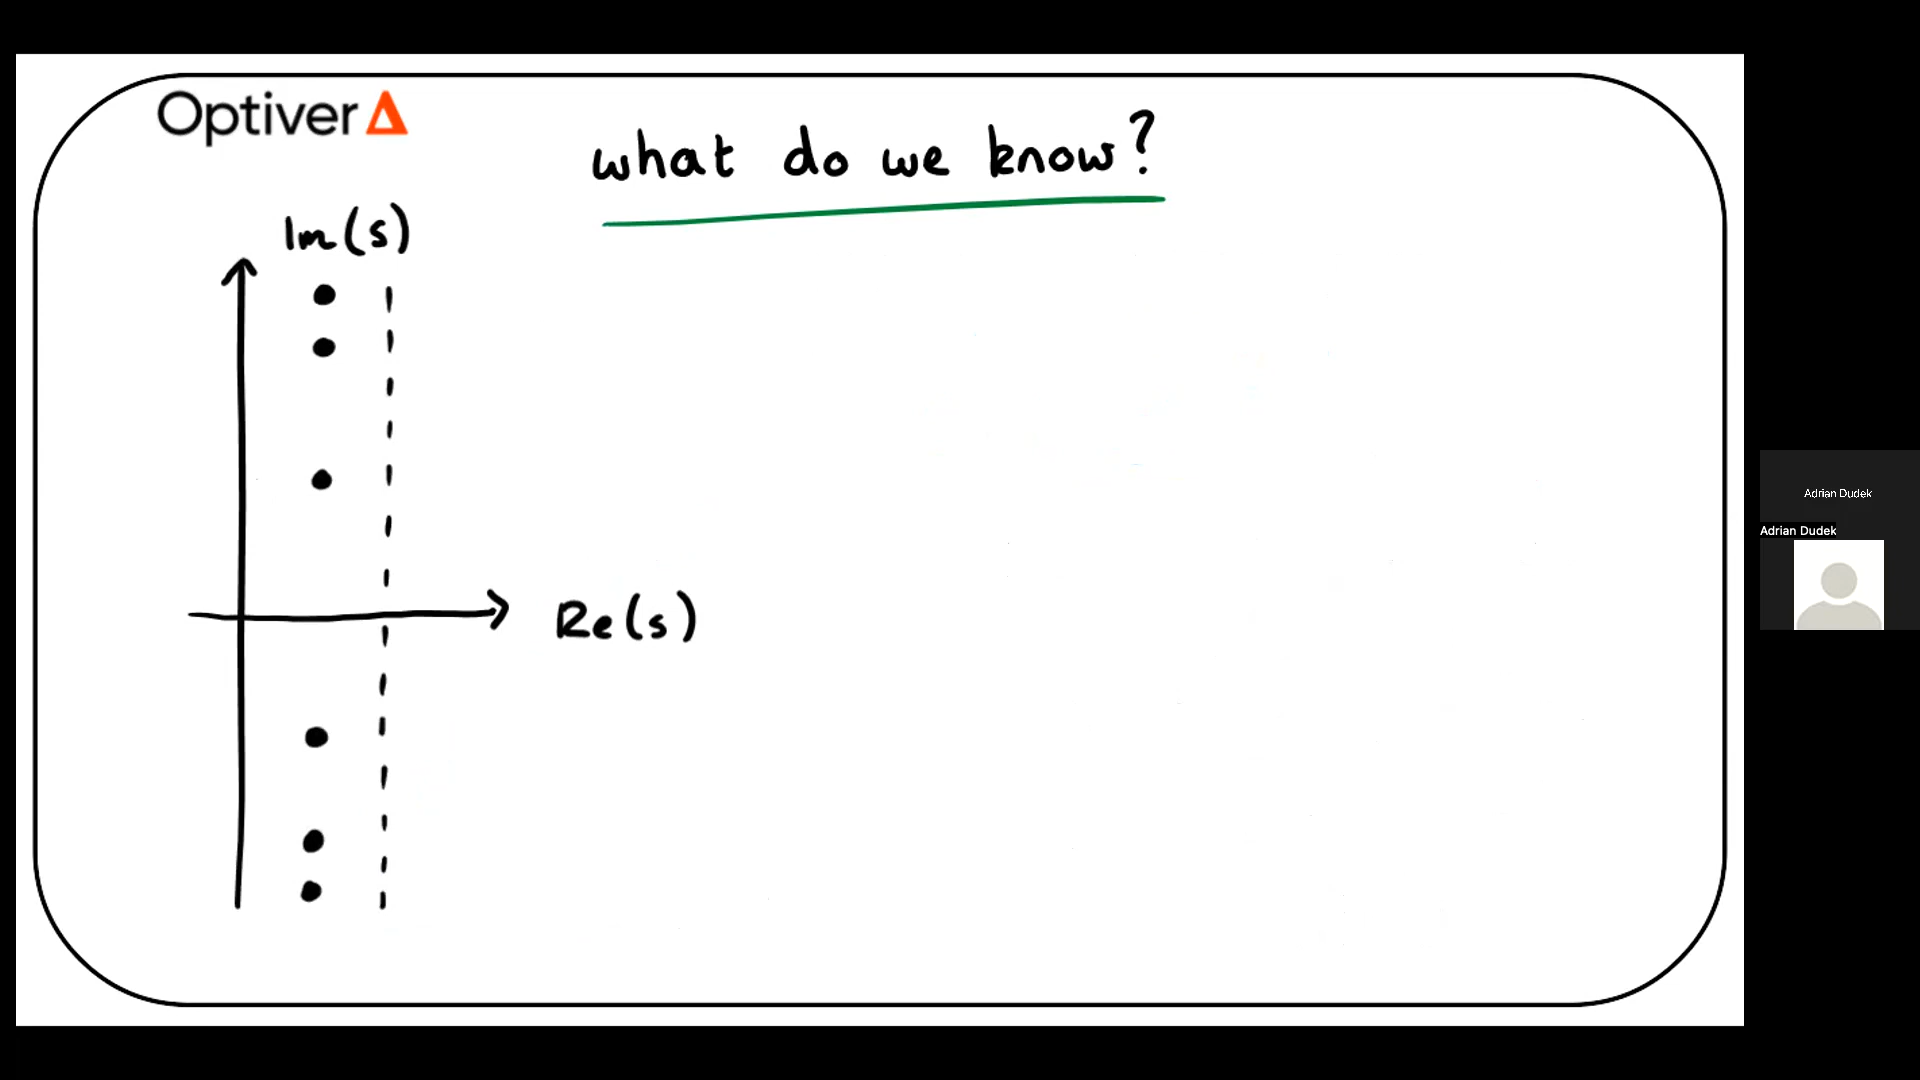 Optiver
what do we know?
Im(s)
Re(s)
Adrian Dudek
Adrian Dudek